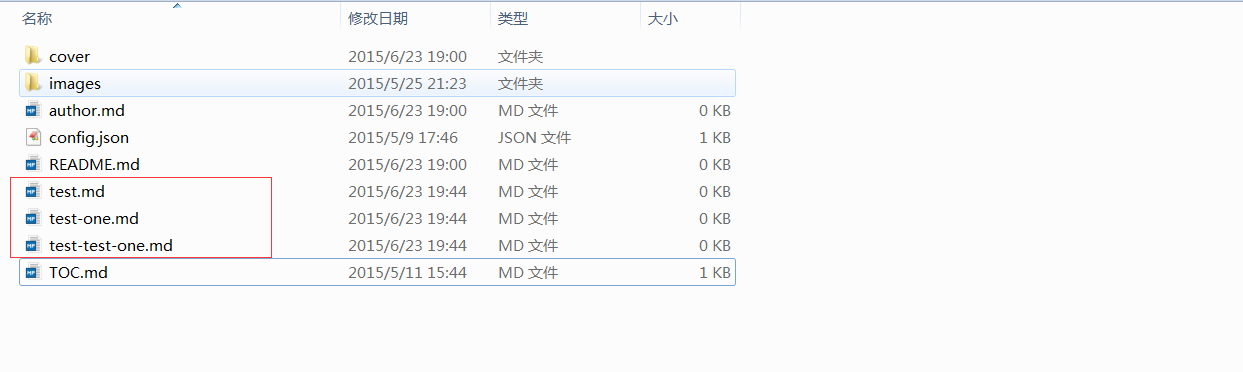 名称 修改日期 类型 大小
cover 2015/6/23 19:00 文件夹
images 2015/5/25 21:23 文件夹
author.md 2015/6/23 19:00 MD 文件 0 KB
config.json 2015/5/9 17:46 JSON 文件 1 KB
README.md 2015/6/23 19:00 MD 文件 0 KB
test.md 2015/6/23 19:44 MD 文件 0 KB
test-one.md 2015/6/23 19:44 MD 文件 0 KB
test-test-one.md 2015/6/23 19:44 MD 文件 0 KB
TOC.md 2015/5/11 15:44 MD 文件 1 KB